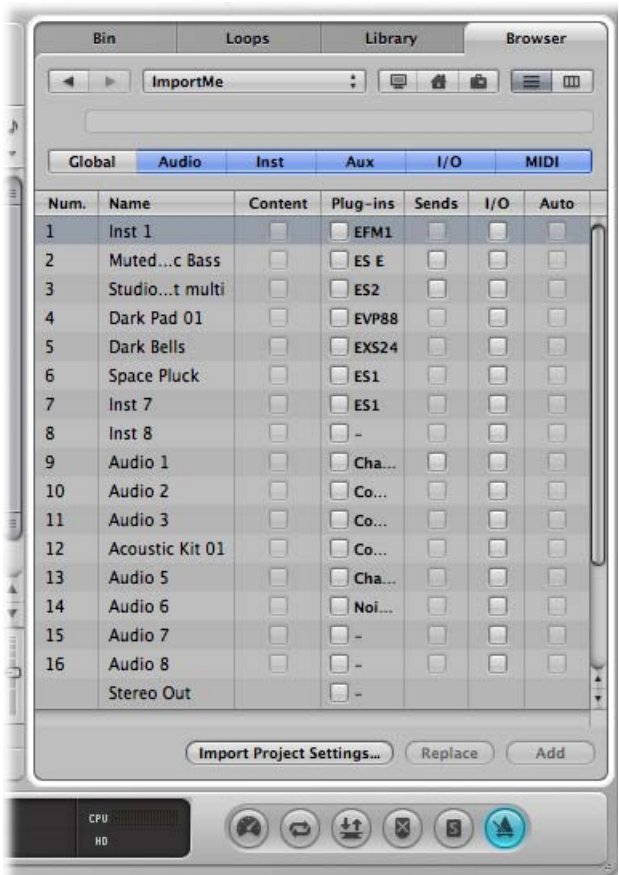 Bin Loops Library Browser
ImportMe
Global Audio Inst Aux I/O MIDI
Num. Name Content Plug-ins Sends I/O Auto
1 Inst 1 EFM1
2 Muted...c Bass ES E
3 Studio...t multi ES2
4 Dark Pad 01 EVP88
5 Dark Bells EXS24
6 Space Pluck ES1
7 Inst 7 ES1
8 Inst 8 -
9 Audio 1 Cha...
10 Audio 2 Co...
11 Audio 3 Co...
12 Acoustic Kit 01 Co...
13 Audio 5 Cha...
14 Audio 6 Noi...
15 Audio 7 -
16 Audio 8 -
Stereo Out -
Import Project Settings... Replace Add
CPU
HD
S